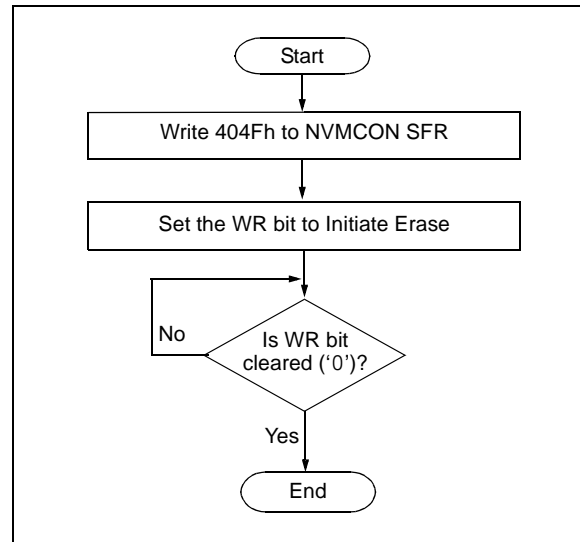 Start
Write 404Fh to NVMCON SFR
Set the WR bit to Initiate Erase
No
Is WR bit
cleared (‘0’)?
Yes
End